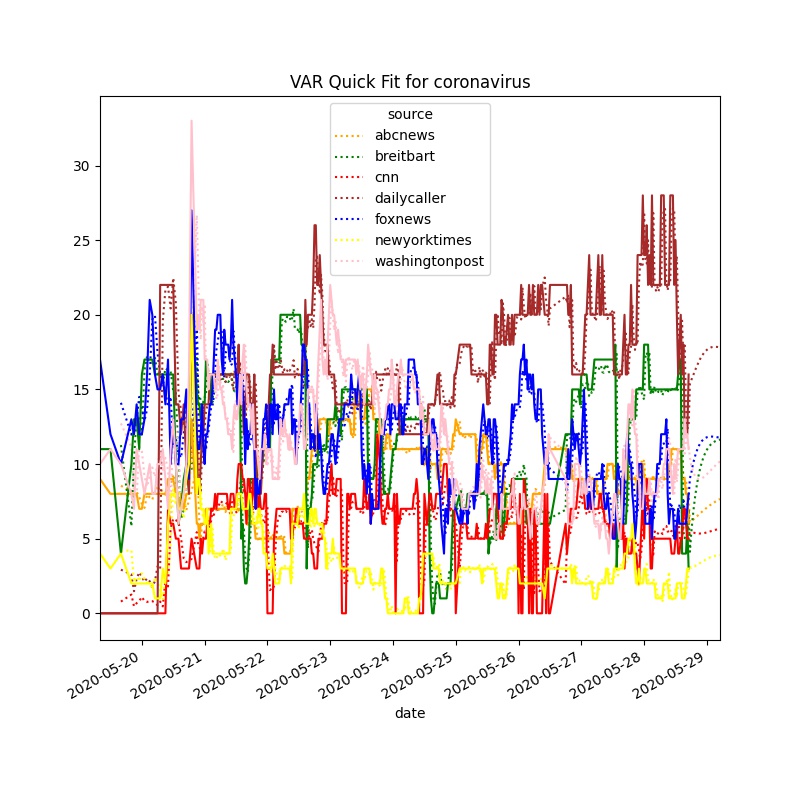 VAR Quick Fit for coronavirus
source
abcnews
breitbart
cnn
dailycaller
foxnews
newyorktimes
washingtonpost
30
25
20
15
10
5
0
2020-05-20
2020-05-21
2020-05-22
2020-05-23
2020-05-24
2020-05-25
2020-05-26
2020-05-27
2020-05-28
2020-05-29
date